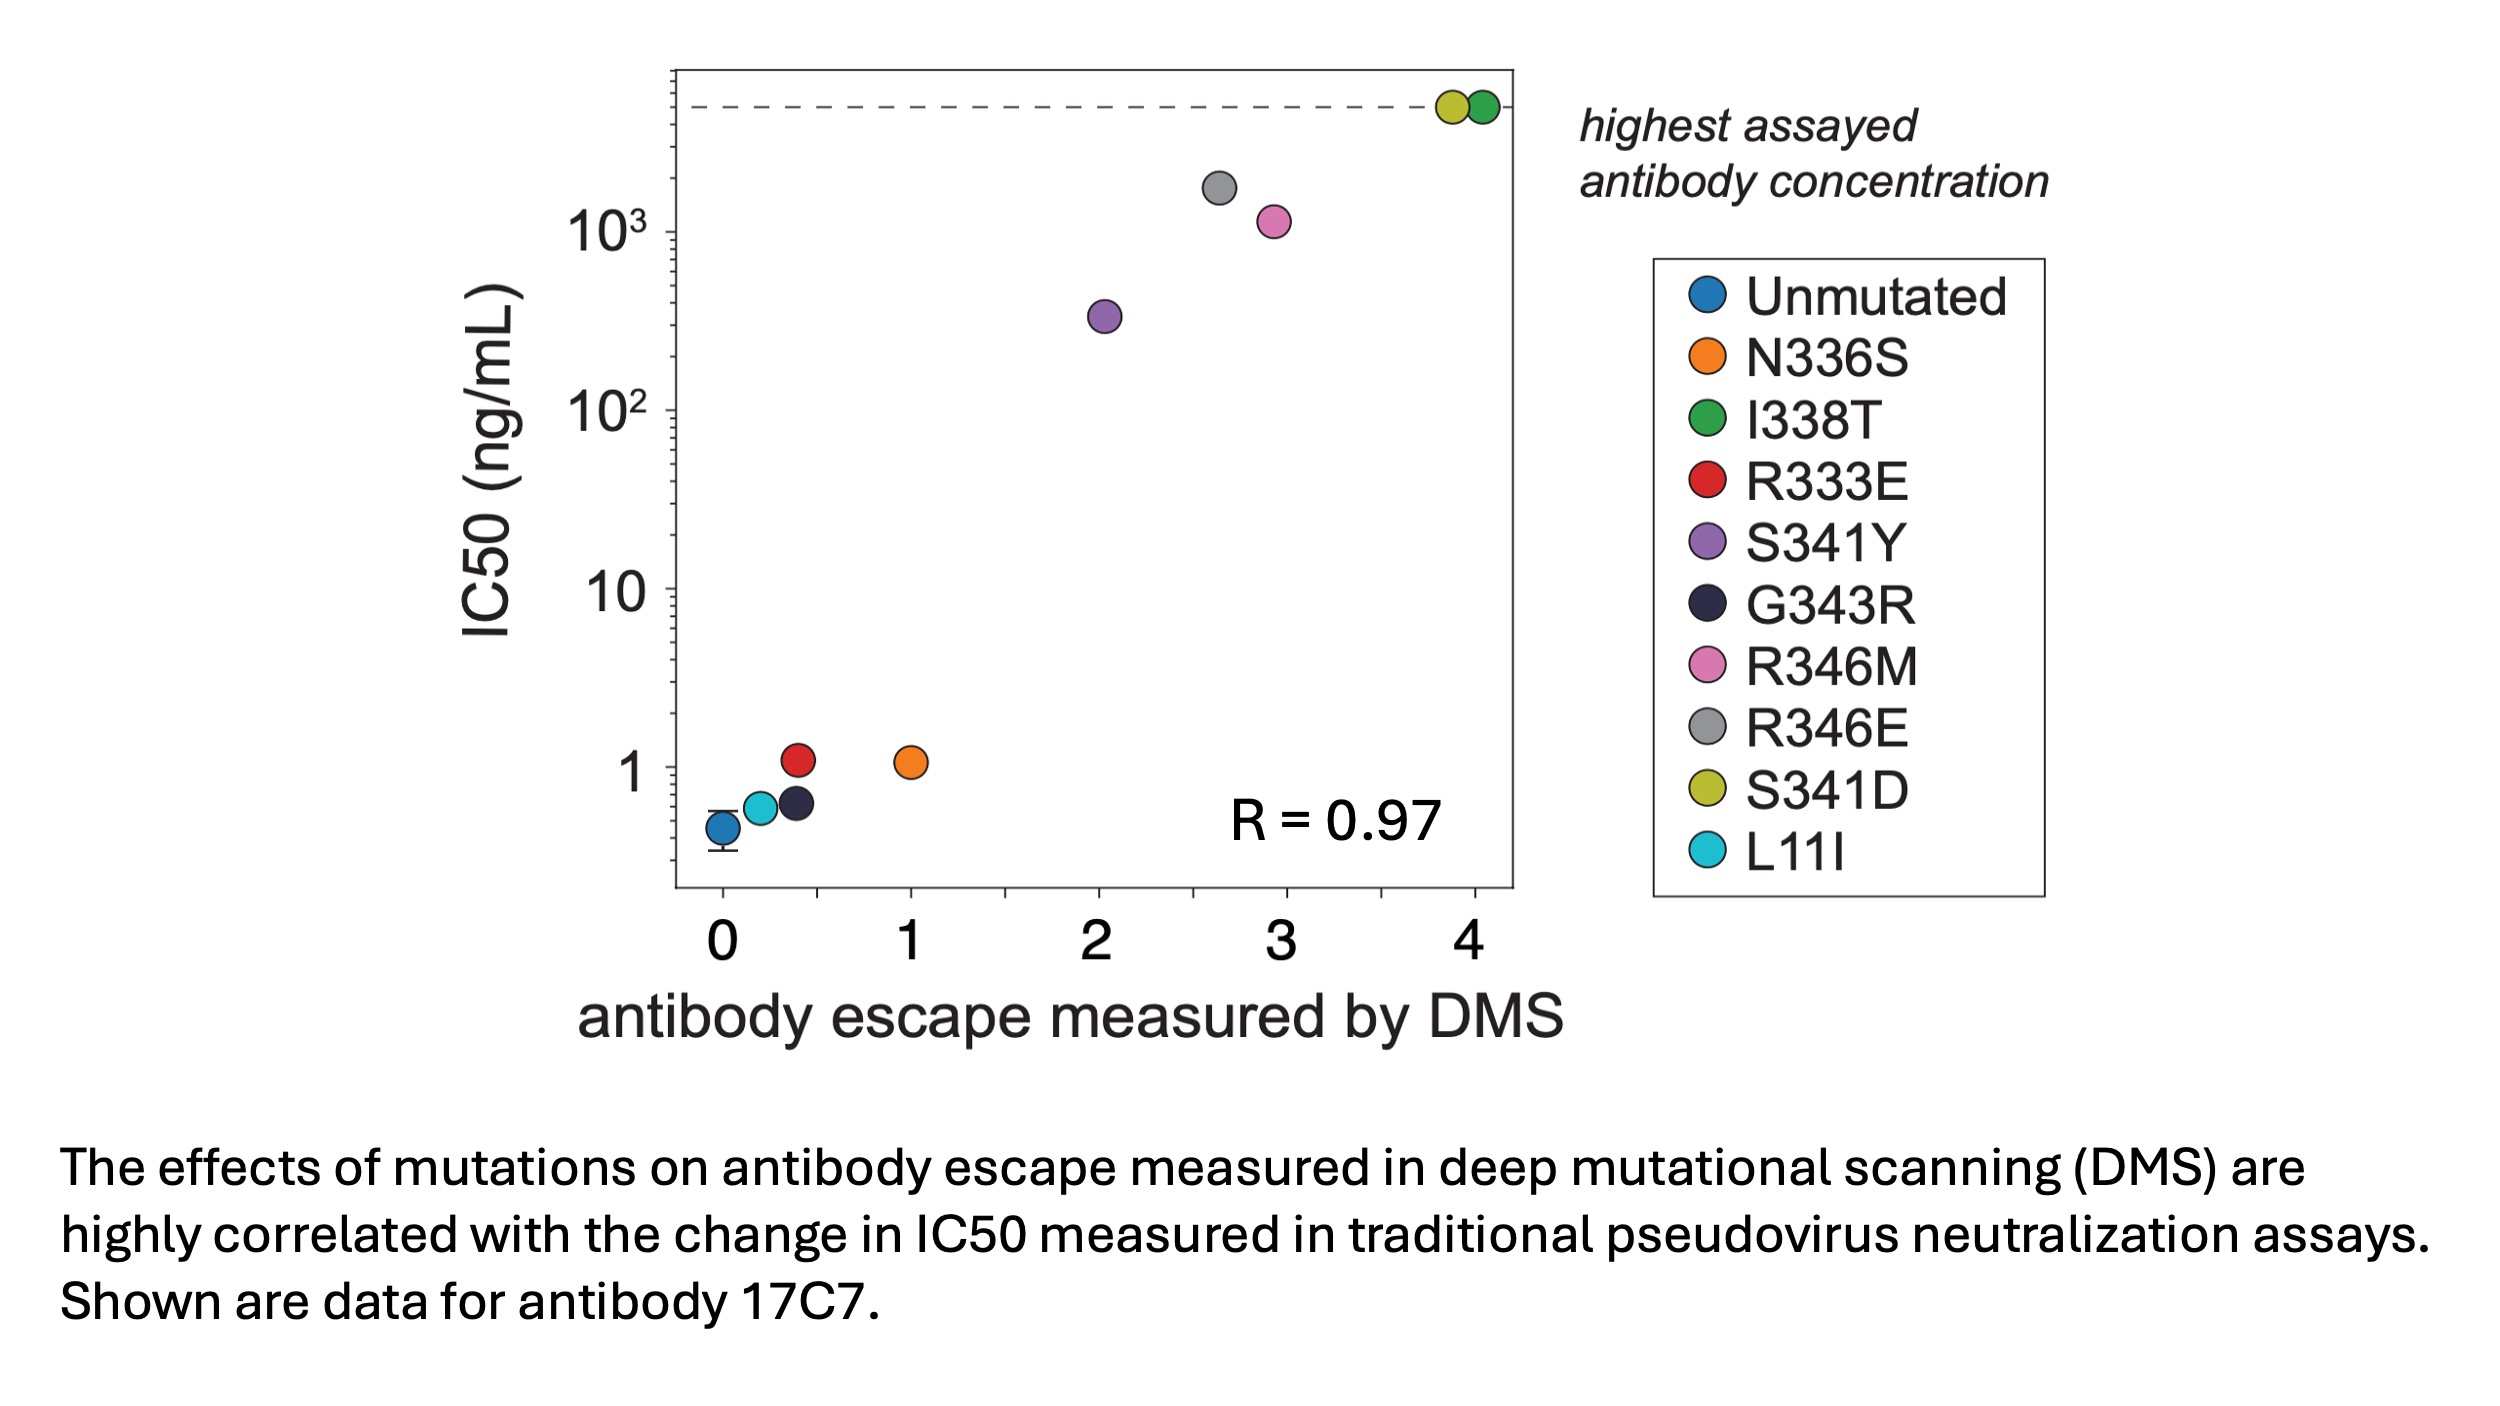 highest assayed
antibody concentration
10³
10²
10
1
IC50 (ng/mL)
Unmutated
N336S
I338T
R333E
S341Y
G343R
R346M
R346E
S341D
L11I
R = 0.97
0 1 2 3 4
antibody escape measured by DMS
The effects of mutations on antibody escape measured in deep mutational scanning (DMS) are
highly correlated with the change in IC50 measured in traditional pseudovirus neutralization assays.
Shown are data for antibody 17C7.